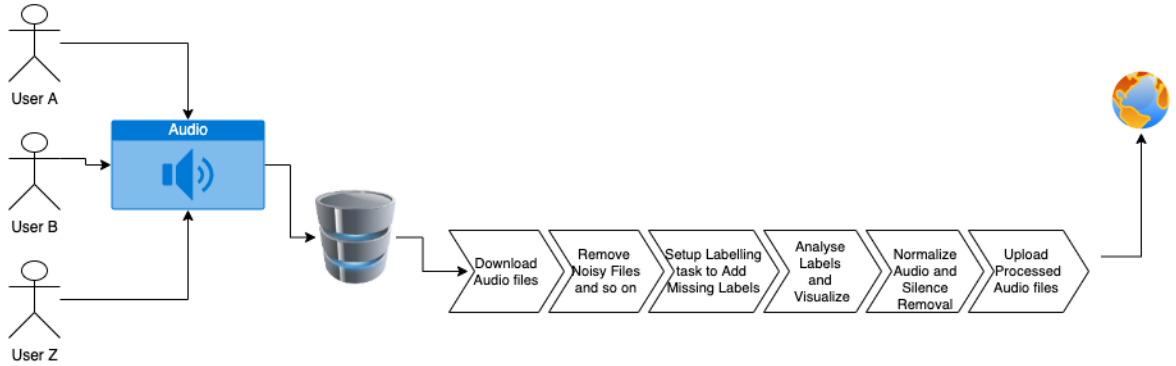 User A
Audio
User B
User Z
Download
Audio files
Remove
Noisy Files
and so on
Setup Labelling
task to Add
Missing Labels
Analyse
Labels
and
Visualize
Normalize
Audio and
Silence
Removal
Upload
Processed
Audio files